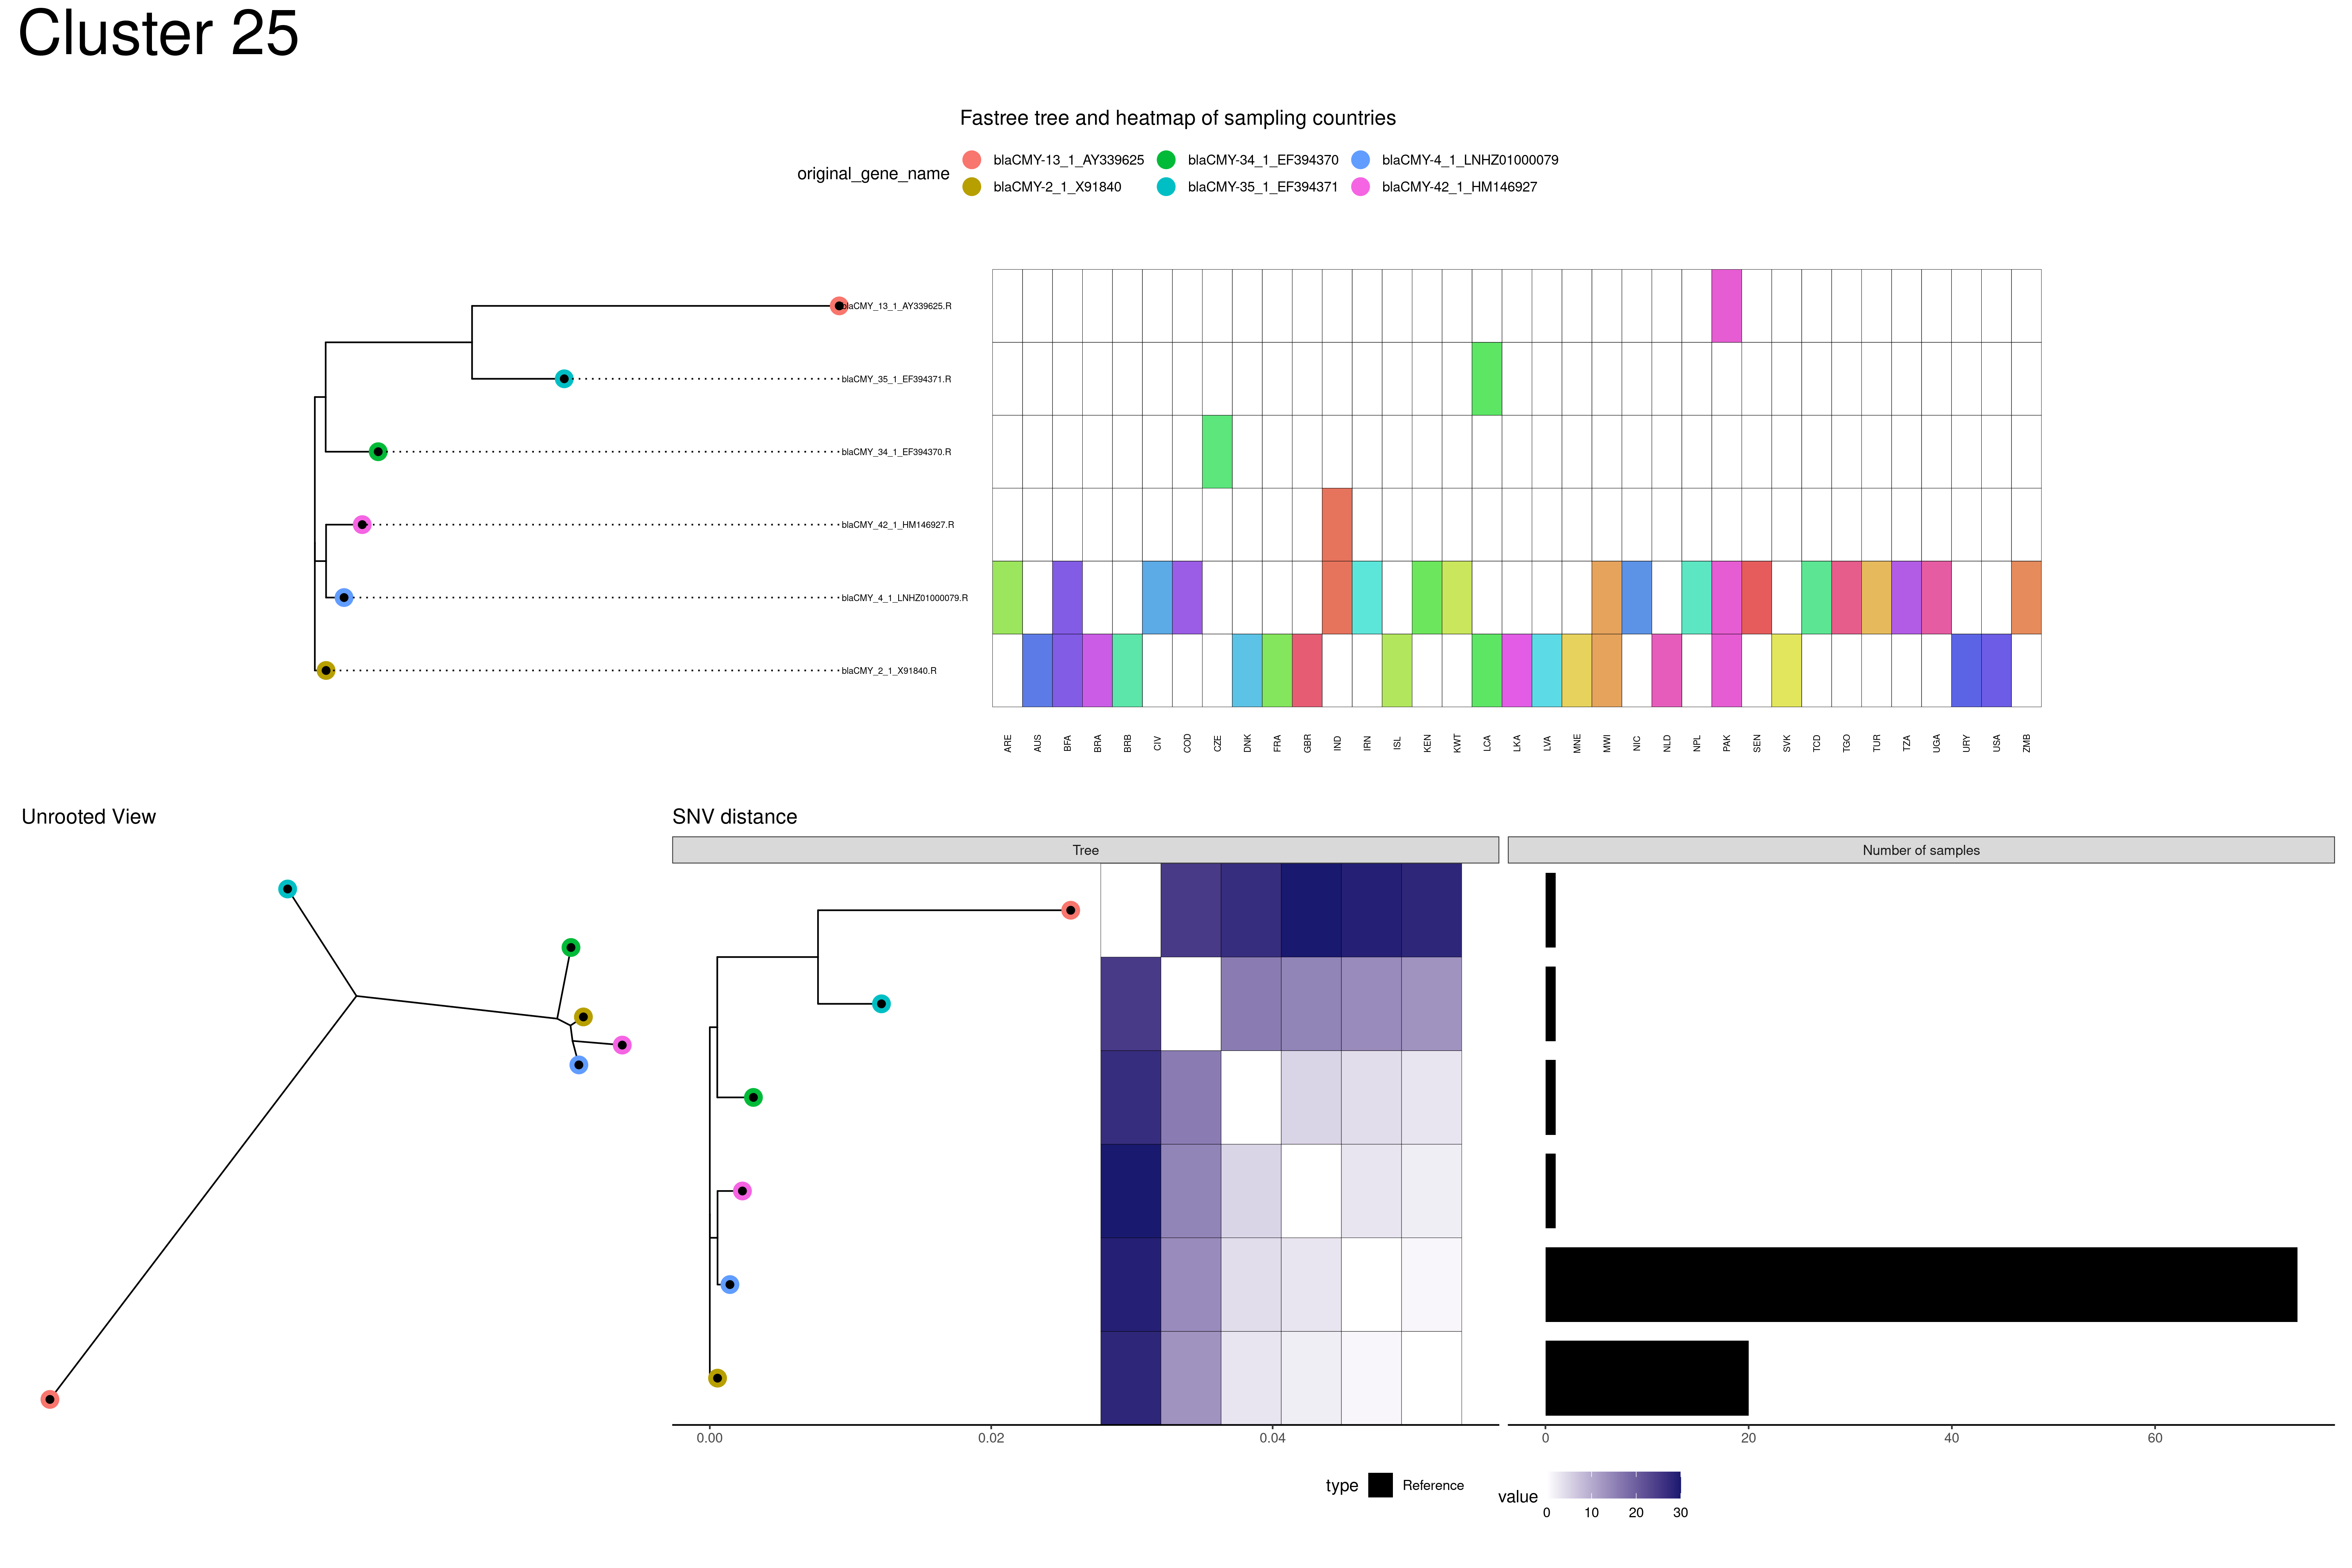 Cluster 25
Fastree tree and heatmap of sampling countries
original_gene_name
blaCMY-13_1_AY339625 blaCMY-34_1_EF394370 blaCMY-4_1_LNHZ01000079
blaCMY-2_1_X91840 blaCMY-35_1_EF394371 blaCMY-42_1_HM146927
blaCMY_13_1_AY339625.R
blaCMY_35_1_EF394371.R
blaCMY_34_1_EF394370.R
blaCMY_42_1_HM146927.R
blaCMY_4_1_LNHZ01000079.R
blaCMY_2_1_X91840.R
ARE AUS BFA BRA BRB CIV COD CZE DNK FRA GBR IND IRN ISL KEN KWT LCA LKA LVA MNE MWI NIC NLD NPL PAK SEN SVK TCD TGO TUR TZA UGA URY USA ZMB
Unrooted View
SNV distance
Tree
Number of samples
0.00 0.02 0.04
0 20 40 60
type Reference
value
0 10 20 30